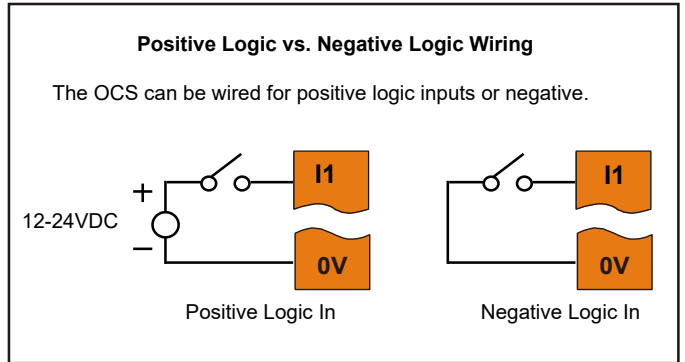 Positive Logic vs. Negative Logic Wiring
The OCS can be wired for positive logic inputs or negative.
I1
I1
+
12-24VDC
–
0V
0V
Positive Logic In
Negative Logic In